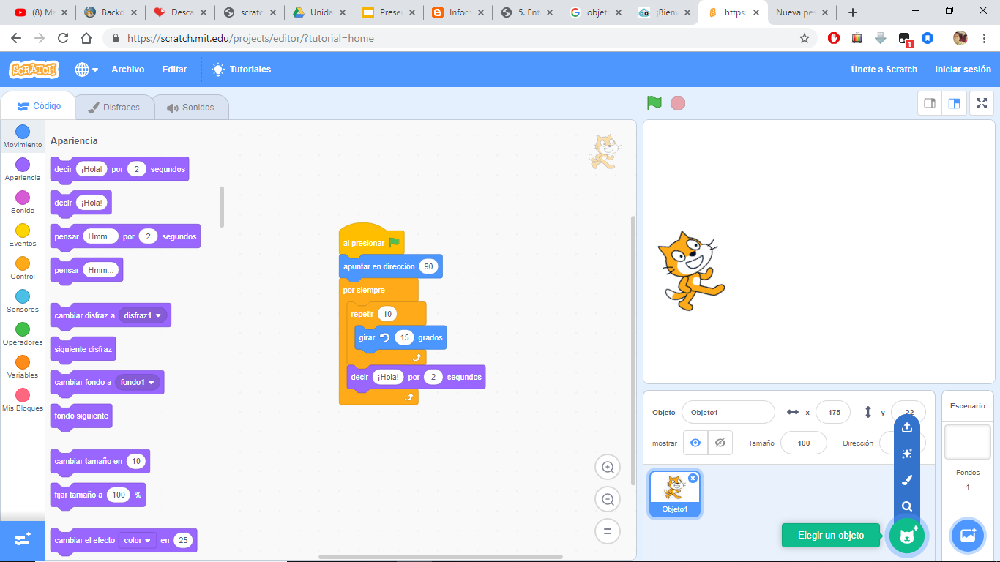 (8) Ma
Backd
Desca
scratc
Unida
Prese
Inforr
5. Ent
objet
¡Bien
https:
Nueva pes
https://scratch.mit.edu/projects/editor/?tutorial=home
1
SCRATCH
Archivo
Editar
Tutoriales
Únete a Scratch
Iniciar sesión
Código
Disfraces
Sonidos
Movimiento
Apariencia
Sonido
Eventos
Control
Sensores
Operadores
Variables
Mis Bloques
Apariencia
decir ¡Hola! por 2 segundos
decir ¡Hola!
pensar Hmm... por 2 segundos
pensar Hmm...
cambiar disfraz a disfraz1
siguiente disfraz
cambiar fondo a fondo1
fondo siguiente
cambiar tamaño en 10
fijar tamaño a 100 %
cambiar el efecto color en 25
al presionar
apuntar en dirección 90
por siempre
repetir 10
girar 15 grados
decir ¡Hola! por 2 segundos
Objeto Objeto1 x -175 y -22
mostrar Tamaño 100 Dirección
Objeto1
Elegir un objeto
Escenario
Fondos
1